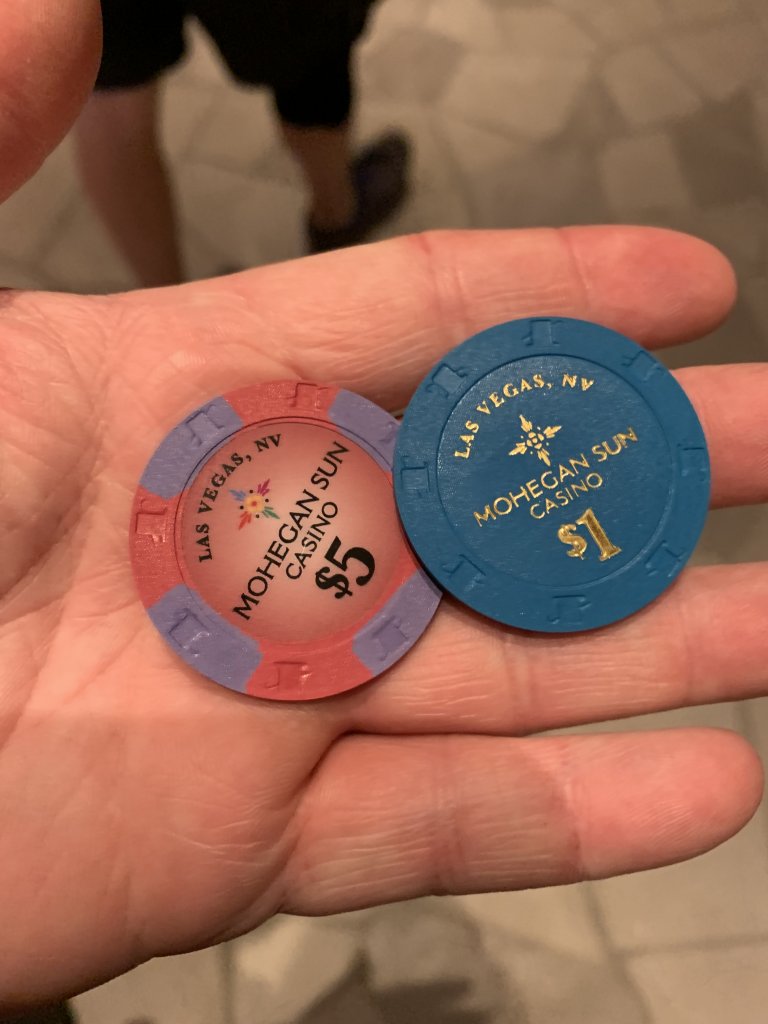 LAS VEGAS, NV
MOHEGAN SUN
CASINO
$5
LAS VEGAS, NV
MOHEGAN SUN
CASINO
$1